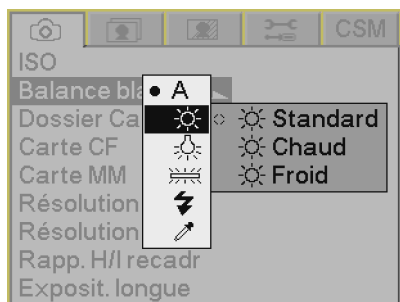 CSM
ISO
Balance bla
A
Dossier Ca
Standard
Carte CF
Chaud
Carte MM
Froid
Résolution
Résolution
Rapp. H/l recadr
Exposit. longue